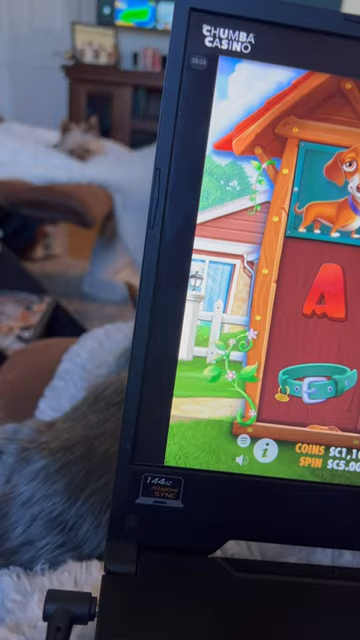 CHUMBA
CASINO
A
COINS SC1,1
SPIN SC5.0
144Hz
ADAPTIVE
SYNC